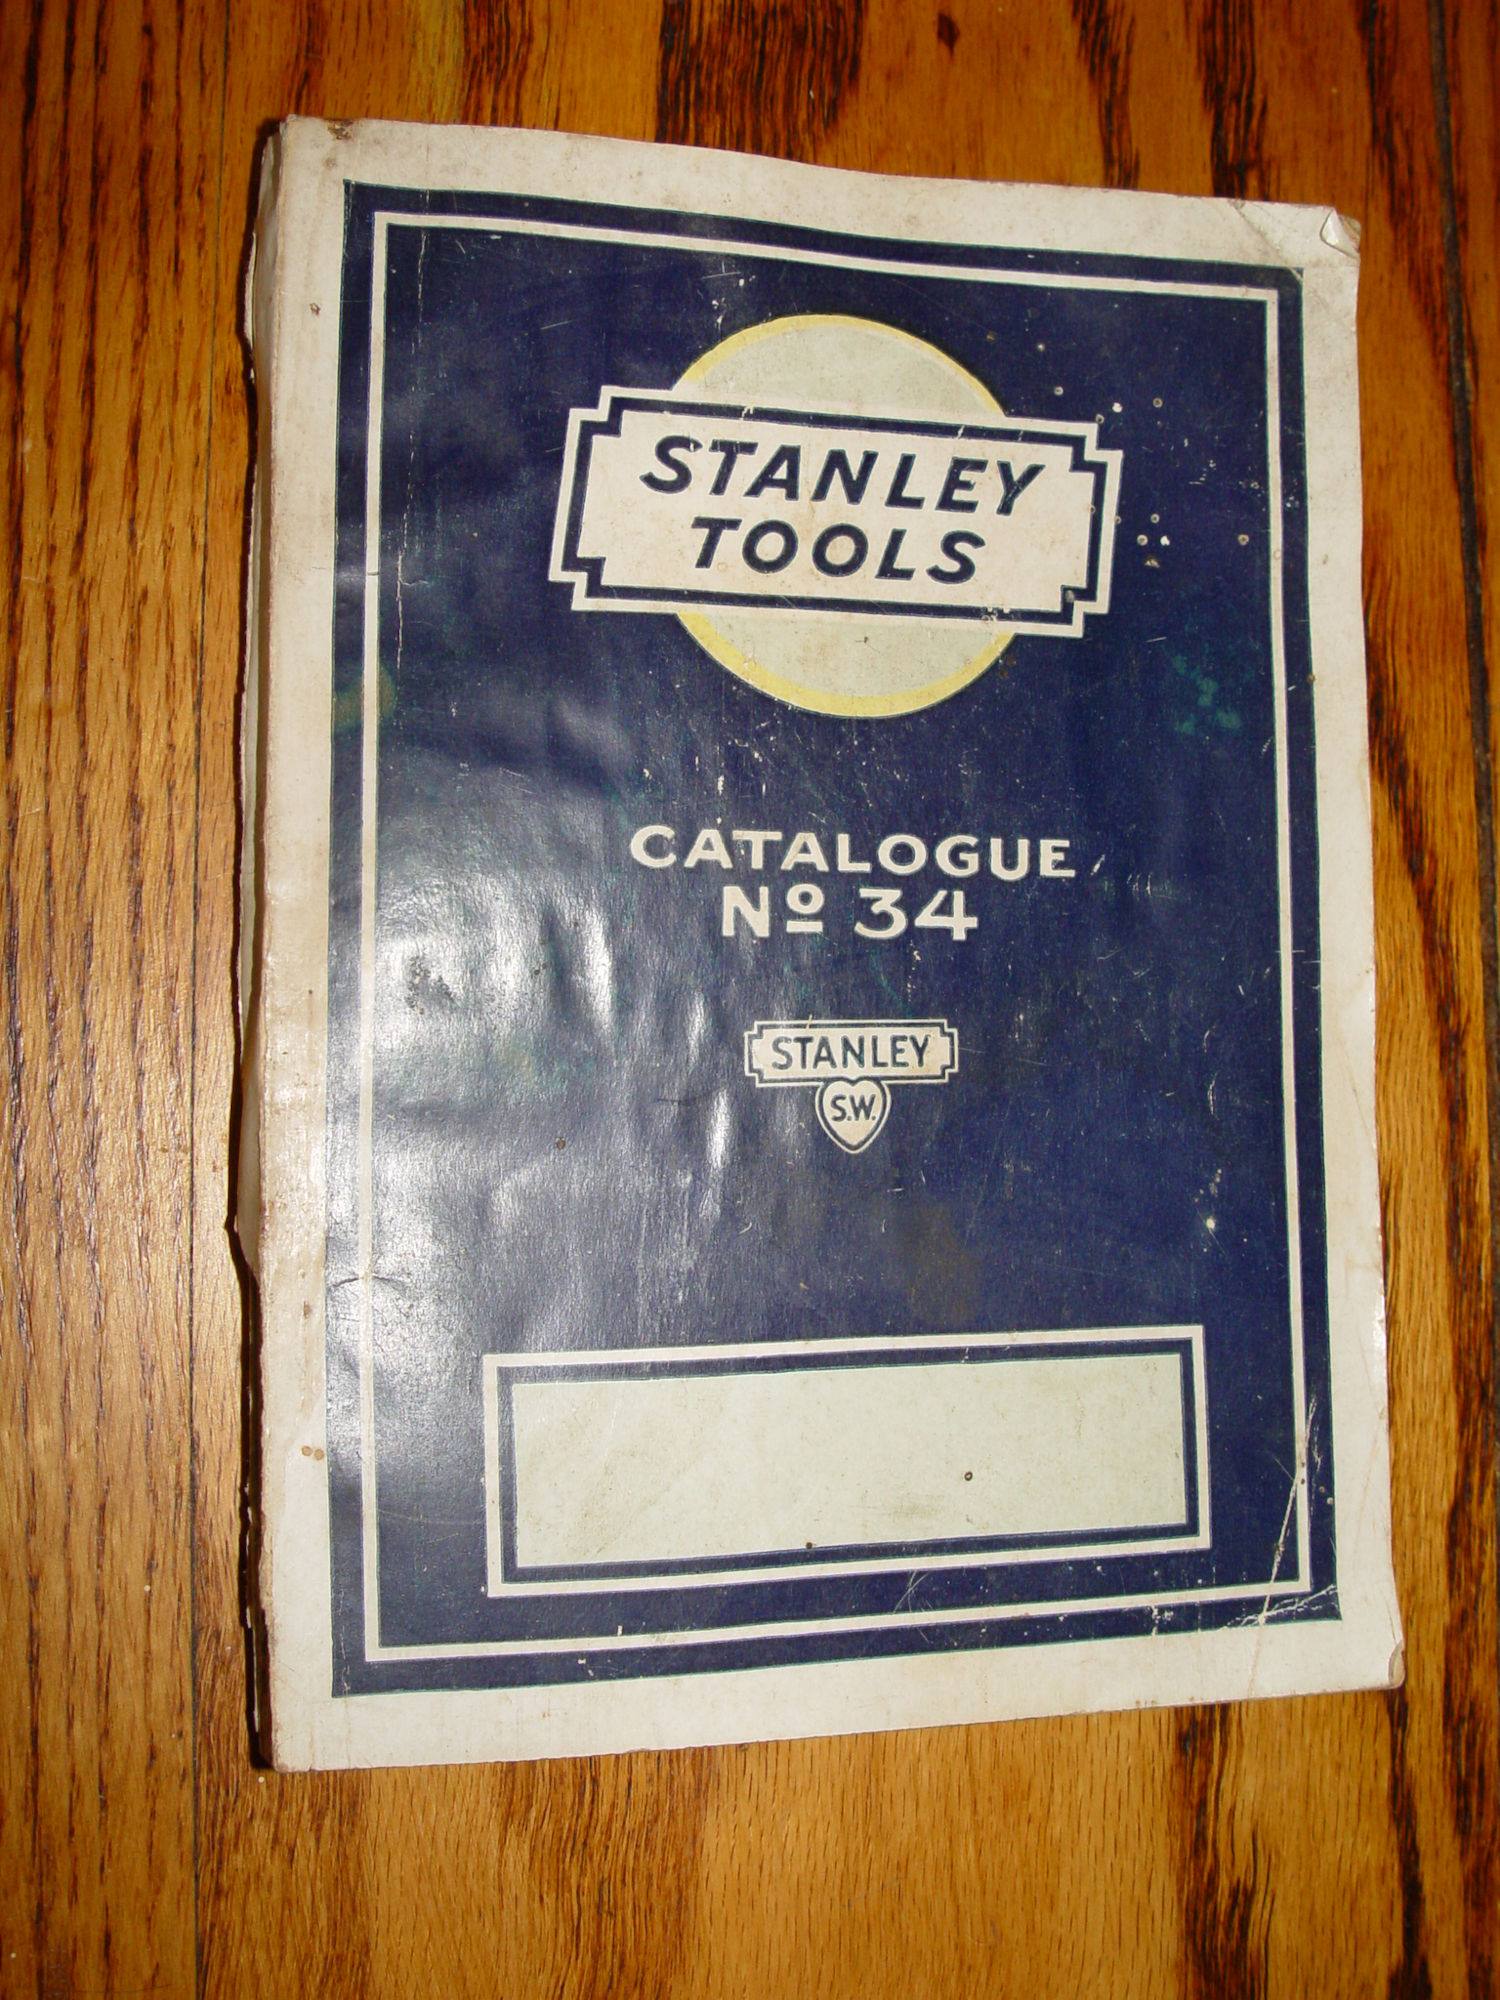 STANLEY
TOOLS
CATALOGUE
Nº 34
STANLEY
S.W.